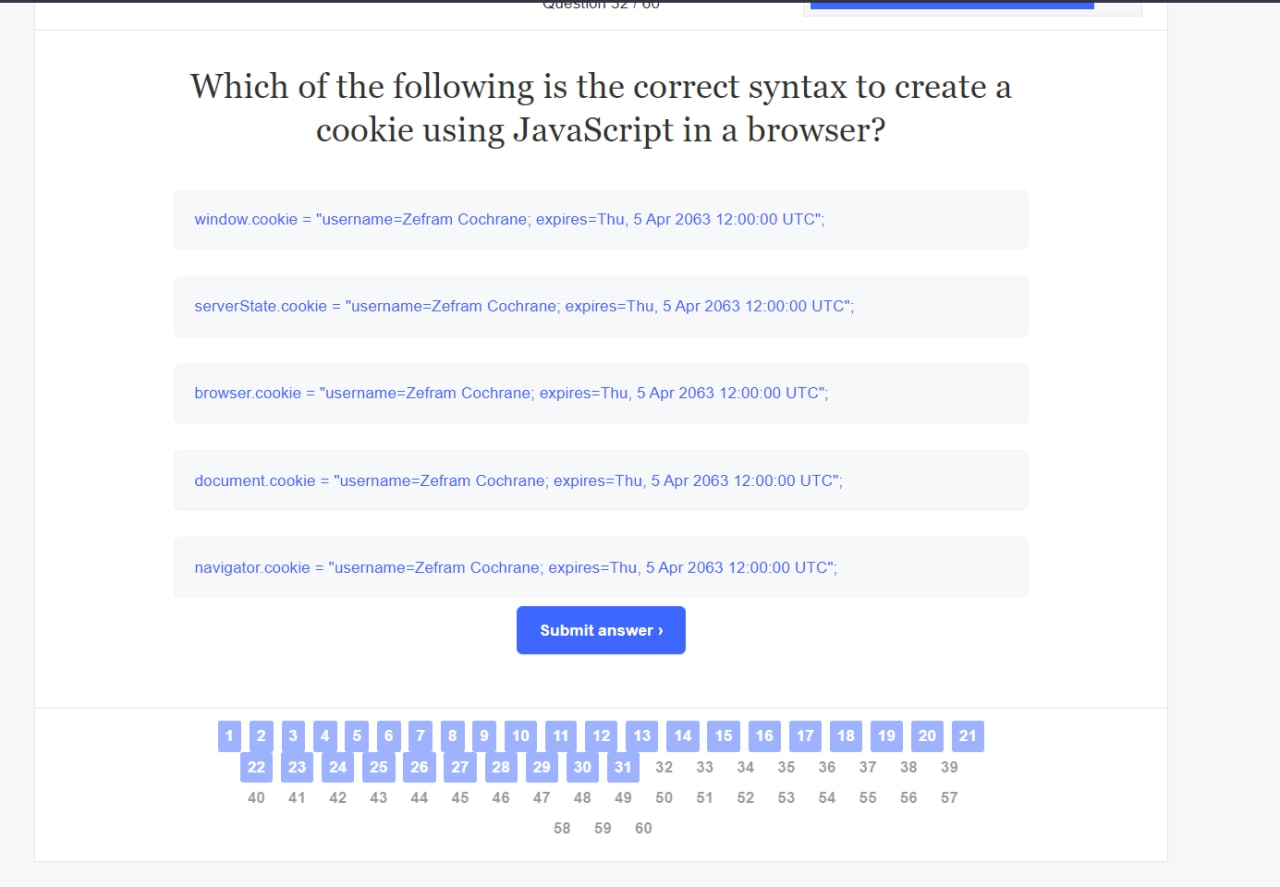 Question 32 / 60
Which of the following is the correct syntax to create a
cookie using JavaScript in a browser?
window.cookie = "username=Zefram Cochrane; expires=Thu, 5 Apr 2063 12:00:00 UTC";
serverState.cookie = "username=Zefram Cochrane; expires=Thu, 5 Apr 2063 12:00:00 UTC";
browser.cookie = "username=Zefram Cochrane; expires=Thu, 5 Apr 2063 12:00:00 UTC";
document.cookie = "username=Zefram Cochrane; expires=Thu, 5 Apr 2063 12:00:00 UTC";
navigator.cookie = "username=Zefram Cochrane; expires=Thu, 5 Apr 2063 12:00:00 UTC";
Submit answer ›
1 2 3 4 5 6 7 8 9 10 11 12 13 14 15 16 17 18 19 20 21
22 23 24 25 26 27 28 29 30 31 32 33 34 35 36 37 38 39
40 41 42 43 44 45 46 47 48 49 50 51 52 53 54 55 56 57
58 59 60